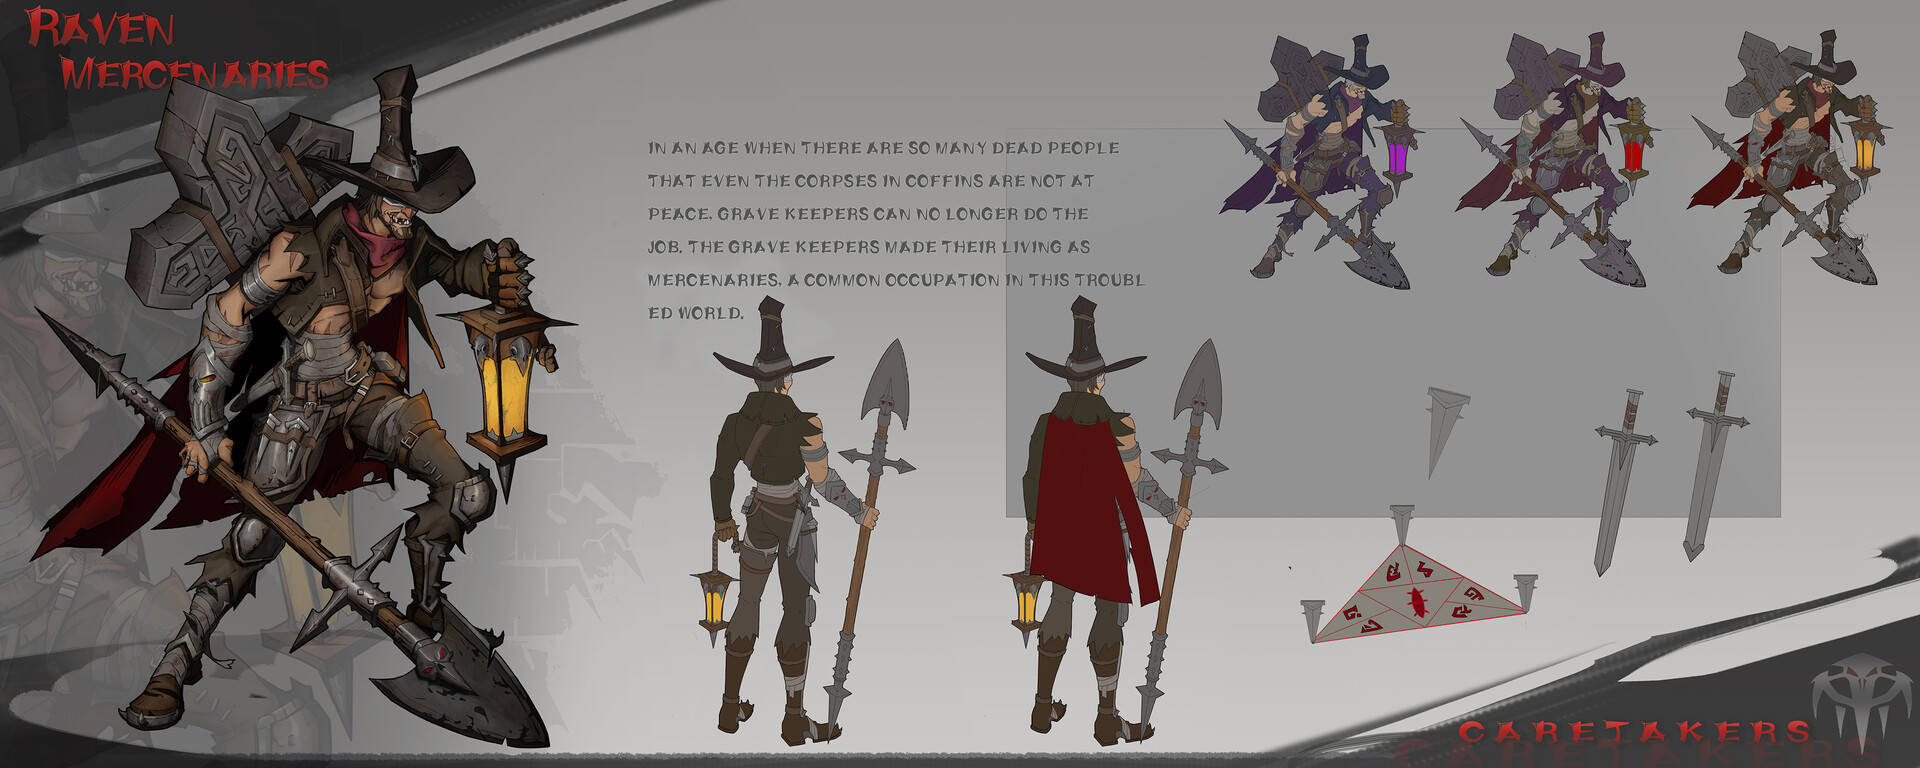 RAVEN
MERCENARIES
IN AN AGE WHEN THERE ARE SO MANY DEAD PEOPLE
THAT EVEN THE CORPSES IN COFFINS ARE NOT AT
PEACE. GRAVE KEEPERS CAN NO LONGER DO THE
JOB. THE GRAVE KEEPERS MADE THEIR LIVING AS
MERCENARIES, A COMMON OCCUPATION IN THIS TROUBL
ED WORLD.
CARETAKERS